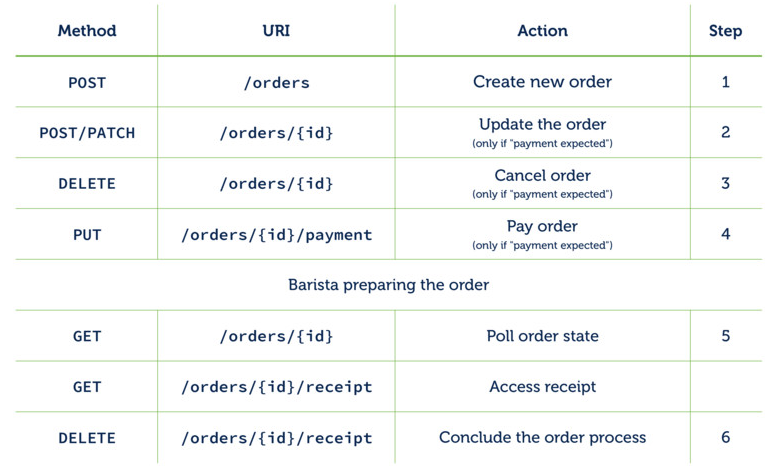 Method URI Action Step
POST /orders Create new order 1
POST/PATCH /orders/{id} Update the order 2
(only if "payment expected")
DELETE /orders/{id} Cancel order 3
(only if "payment expected")
PUT /orders/{id}/payment Pay order 4
(only if "payment expected")
Barista preparing the order
GET /orders/{id} Poll order state 5
GET /orders/{id}/receipt Access receipt
DELETE /orders/{id}/receipt Conclude the order process 6